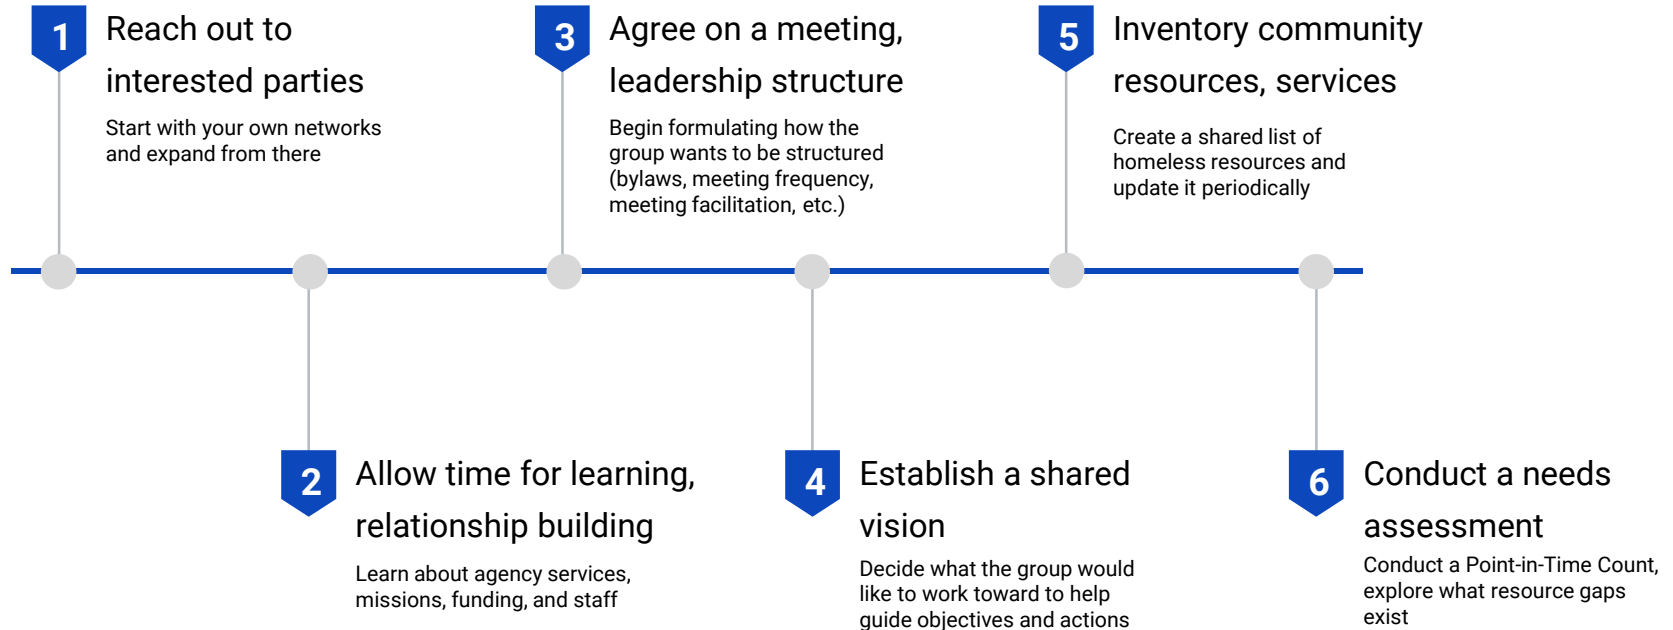 1
Reach out to
interested parties
Start with your own networks
and expand from there
2
Allow time for learning,
relationship building
Learn about agency services,
missions, funding, and staff
3
Agree on a meeting,
leadership structure
Begin formulating how the
group wants to be structured
(bylaws, meeting frequency,
meeting facilitation, etc.)
4
Establish a shared
vision
Decide what the group would
like to work toward to help
guide objectives and actions
5
Inventory community
resources, services
Create a shared list of
homeless resources and
update it periodically
6
Conduct a needs
assessment
Conduct a Point-in-Time Count,
explore what resource gaps
exist